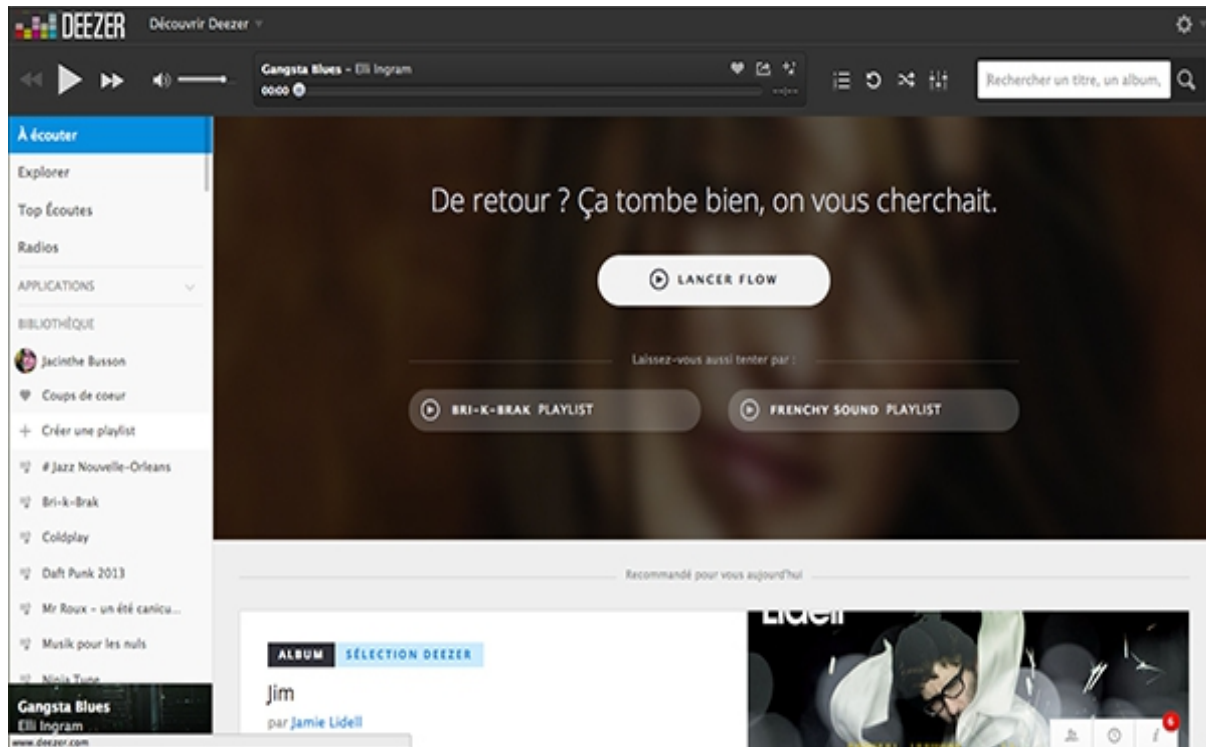 DEEZER
Découvrir Deezer
Gangsta Blues – Elli Ingram
00:00
--:--
Rechercher un titre, un album,
À écouter
Explorer
Top Écoutes
Radios
APPLICATIONS
BIBLIOTHÈQUE
Jacinthe Busson
Coups de coeur
Créer une playlist
# Jazz Nouvelle-Orleans
Bri-k-Brak
Coldplay
Daft Punk 2013
Mr Roux - un été canicu...
Musik pour les nuls
Ninja Tune
Gangsta Blues
Elli Ingram
www.deezer.com
De retour ? Ça tombe bien, on vous cherchait.
LANCER FLOW
Laissez-vous aussi tenter par :
BRI-K-BRAK PLAYLIST
FRENCHY SOUND PLAYLIST
Recommandé pour vous aujourd'hui
ALBUM SÉLECTION DEEZER
Jim
par Jamie Lidell
Lidell
6